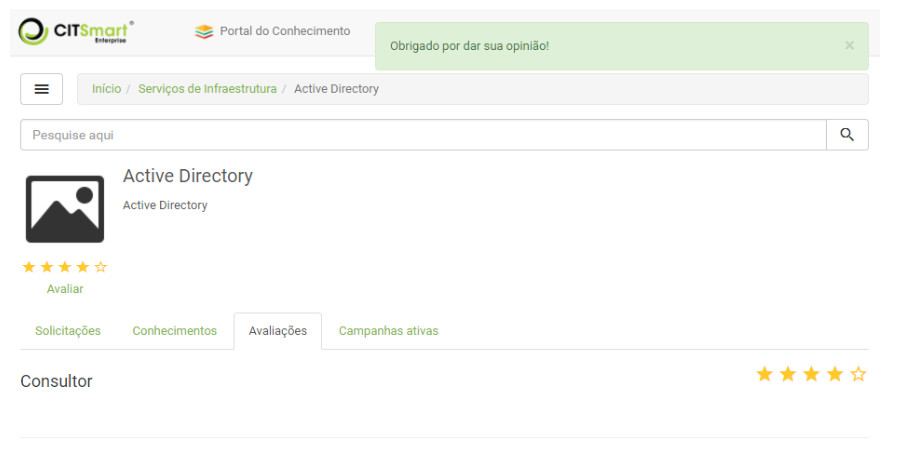 CITSmart®
Enterprise
Portal do Conhecimento
Obrigado por dar sua opinião!
×
Início / Serviços de Infraestrutura / Active Directory
Pesquise aqui
Active Directory
Active Directory
Avaliar
Solicitações Conhecimentos Avaliações Campanhas ativas
Consultor